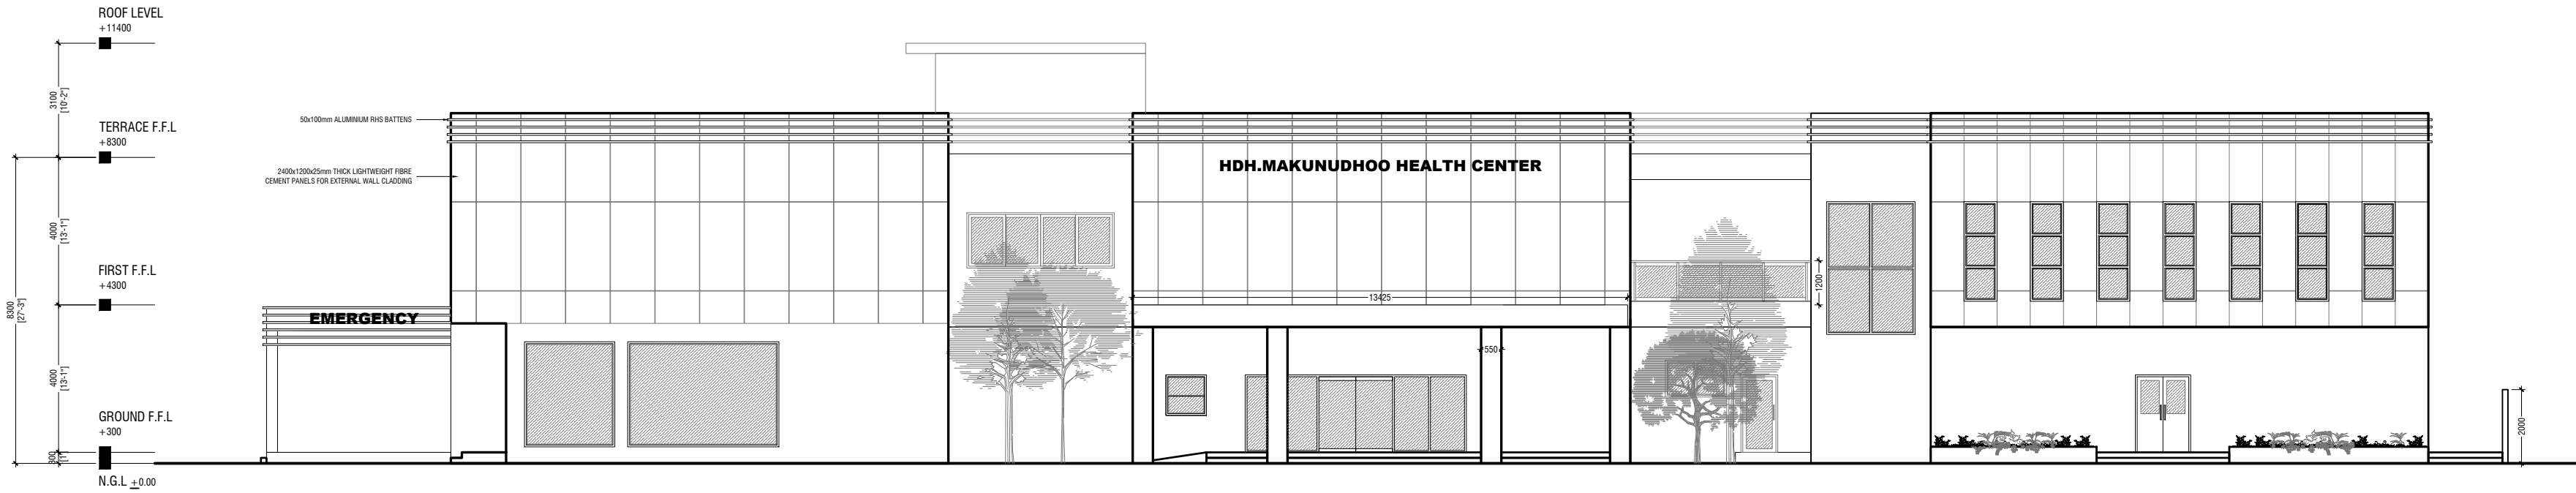 ROOF LEVEL
+11400
3100
[10'-2"]
TERRACE F.F.L
+8300
4000
[13'-1"]
FIRST F.F.L
+4300
8300
[27'-3"]
4000
[13'-1"]
GROUND F.F.L
+300
300
N.G.L ±0.00
50x100mm ALUMINIUM RHS BATTENS
2400x1200x25mm THICK LIGHTWEIGHT FIBRE
CEMENT PANELS FOR EXTERNAL WALL CLADDING
EMERGENCY
HDH.MAKUNUDHOO HEALTH CENTER
13425
550
1200
2000